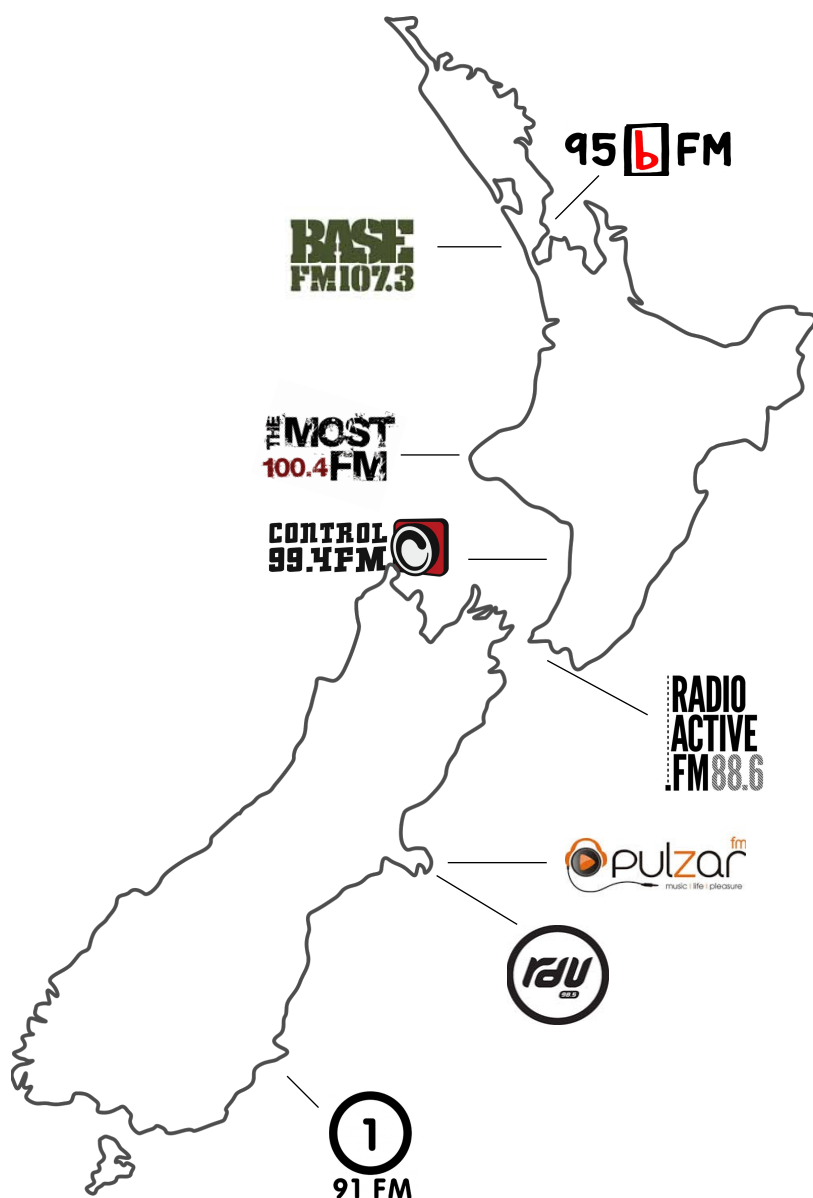 95 b FM
BASE
FM107.3
THE MOST
100.4 FM
CONTROL
99.4FM
RADIO
ACTIVE
.FM88.6
fm
pulzar
music | life | pleasure
rdu
98.5
1
91 FM